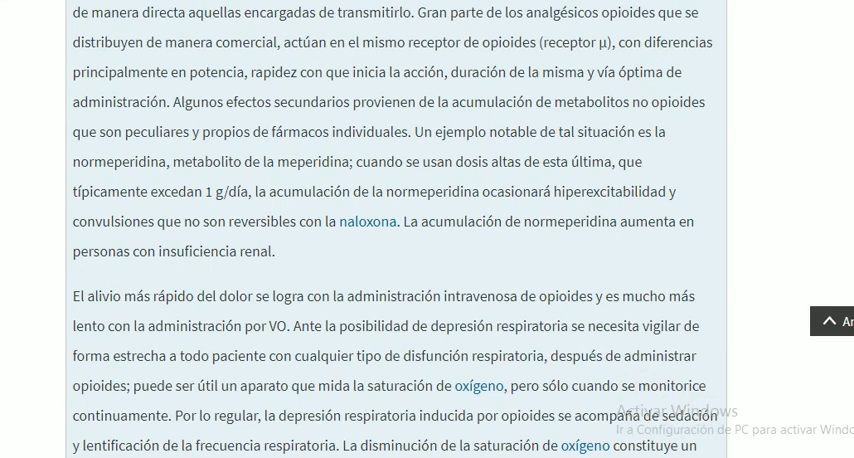 de manera directa aquellas encargadas de transmitirlo. Gran parte de los analgésicos opioides que se
distribuyen de manera comercial, actúan en el mismo receptor de opioides (receptor μ), con diferencias
principalmente en potencia, rapidez con que inicia la acción, duración de la misma y vía óptima de
administración. Algunos efectos secundarios provienen de la acumulación de metabolitos no opioides
que son peculiares y propios de fármacos individuales. Un ejemplo notable de tal situación es la
normeperidina, metabolito de la meperidina; cuando se usan dosis altas de esta última, que
típicamente excedan 1 g/día, la acumulación de la normeperidina ocasionará hiperexcitabilidad y
convulsiones que no son reversibles con la naloxona. La acumulación de normeperidina aumenta en
personas con insuficiencia renal.
El alivio más rápido del dolor se logra con la administración intravenosa de opioides y es mucho más
lento con la administración por VO. Ante la posibilidad de depresión respiratoria se necesita vigilar de
forma estrecha a todo paciente con cualquier tipo de disfunción respiratoria, después de administrar
opioides; puede ser útil un aparato que mida la saturación de oxígeno, pero sólo cuando se monitorice
continuamente. Por lo regular, la depresión respiratoria inducida por opioides se acompaña de sedación
y lentificación de la frecuencia respiratoria. La disminución de la saturación de oxígeno constituye un
Ar
Activar Windows
Ir a Configuración de PC para activar Windo